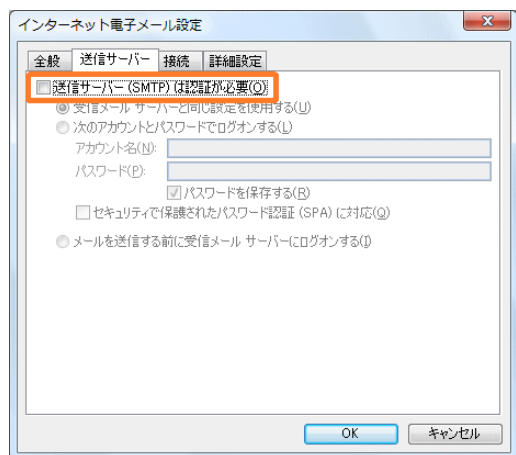 インターネット電子メール設定
全般 送信サーバー 接続 詳細設定
送信サーバー (SMTP) は認証が必要(O)
受信メール サーバーと同じ設定を使用する(U)
次のアカウントとパスワードでログオンする(L)
アカウント名(N):
パスワード(P):
パスワードを保存する(R)
セキュリティで保護されたパスワード認証 (SPA) に対応(Q)
メールを送信する前に受信メール サーバーにログオンする(I)
OK キャンセル